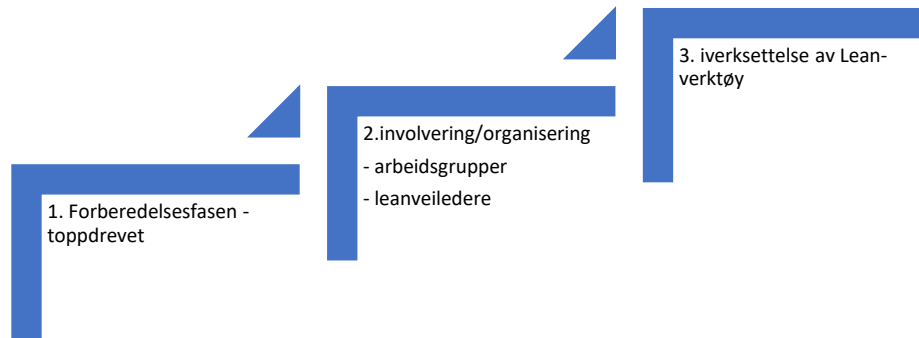 1. Forberedelsesfasen -
toppdrevet
2.involvering/organisering
- arbeidsgrupper
- leanveiledere
3. iverksettelse av Lean-
verktøy